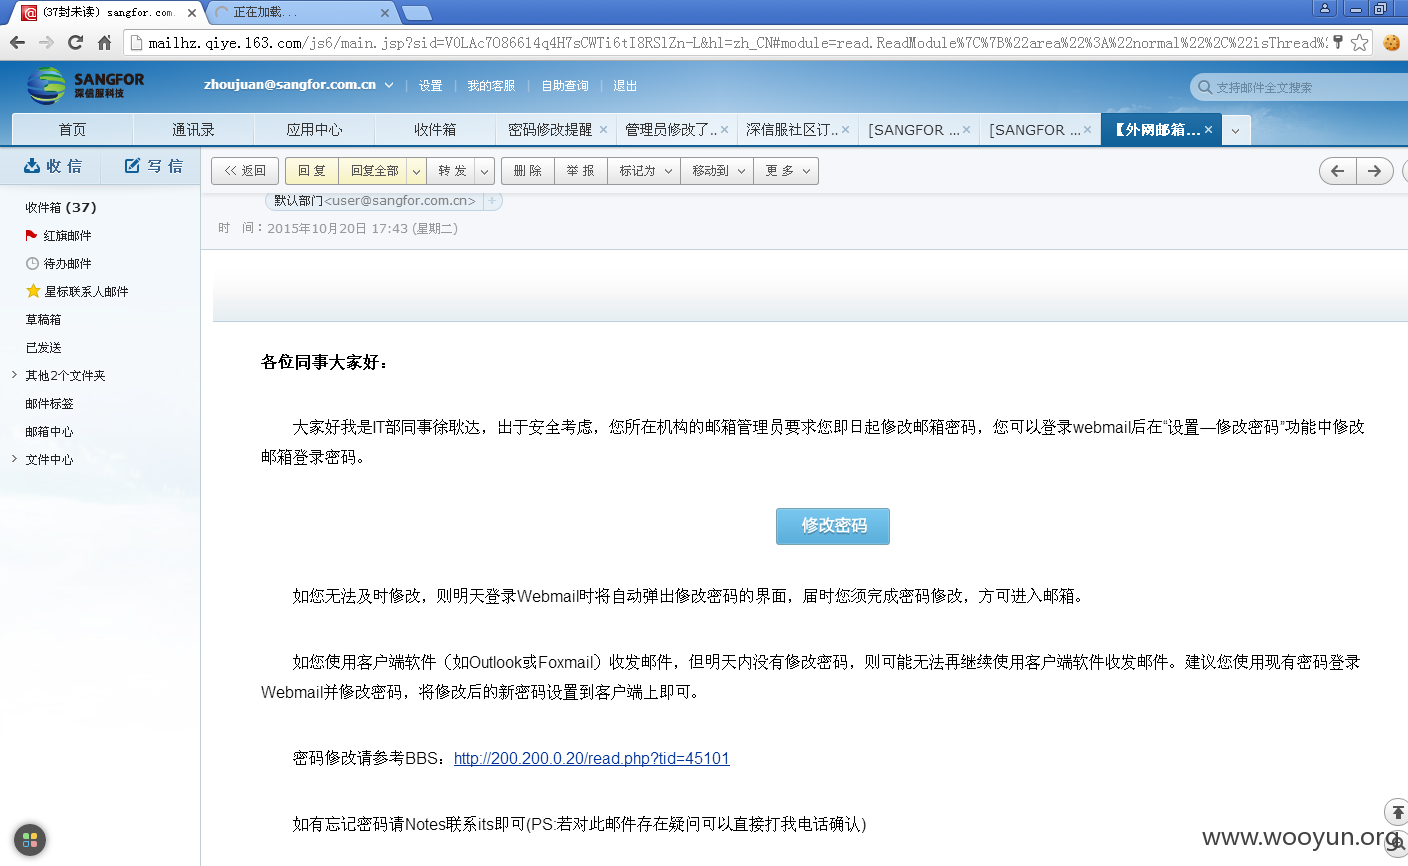 (37封未读) sangfor.com.
正在加载...
mailhz.qiye.163.com/js6/main.jsp?sid=V0LAc7O86614q4H7sCWTi6tI8RSlZn-L&hl=zh_CN#module=read.ReadModule%7C%7B%22area%22%3A%22normal%22%2C%22isThread%2
SANGFOR
深信服科技
zhoujuan@sangfor.com.cn 设置 | 我的客服 | 自助查询 | 退出
支持邮件全文搜索
首页 通讯录 应用中心 收件箱 密码修改提醒 管理员修改了.. 深信服社区订.. [SANGFOR ... [SANGFOR ... 【外网邮箱...
收信 写信
<< 返回 回复 回复全部 转发 删除 举报 标记为 移动到 更多
收件箱 (37)
红旗邮件
待办邮件
星标联系人邮件
草稿箱
已发送
其他2个文件夹
邮件标签
邮箱中心
文件中心
默认部门<user@sangfor.com.cn> +
时 间：2015年10月20日 17:43 (星期二)
各位同事大家好：
大家好我是IT部同事徐耿达，出于安全考虑，您所在机构的邮箱管理员要求您即日起修改邮箱密码，您可以登录webmail后在“设置—修改密码”功能中修改
邮箱登录密码。
修改密码
如您无法及时修改，则明天登录Webmail时将自动弹出修改密码的界面，届时您须完成密码修改，方可进入邮箱。
如您使用客户端软件（如Outlook或Foxmail）收发邮件，但明天内没有修改密码，则可能无法再继续使用客户端软件收发邮件。建议您使用现有密码登录
Webmail并修改密码，将修改后的新密码设置到客户端上即可。
密码修改请参考BBS：http://200.200.0.20/read.php?tid=45101
如有忘记密码请Notes联系its即可(PS:若对此邮件存在疑问可以直接打我电话确认)
www.wooyun.org